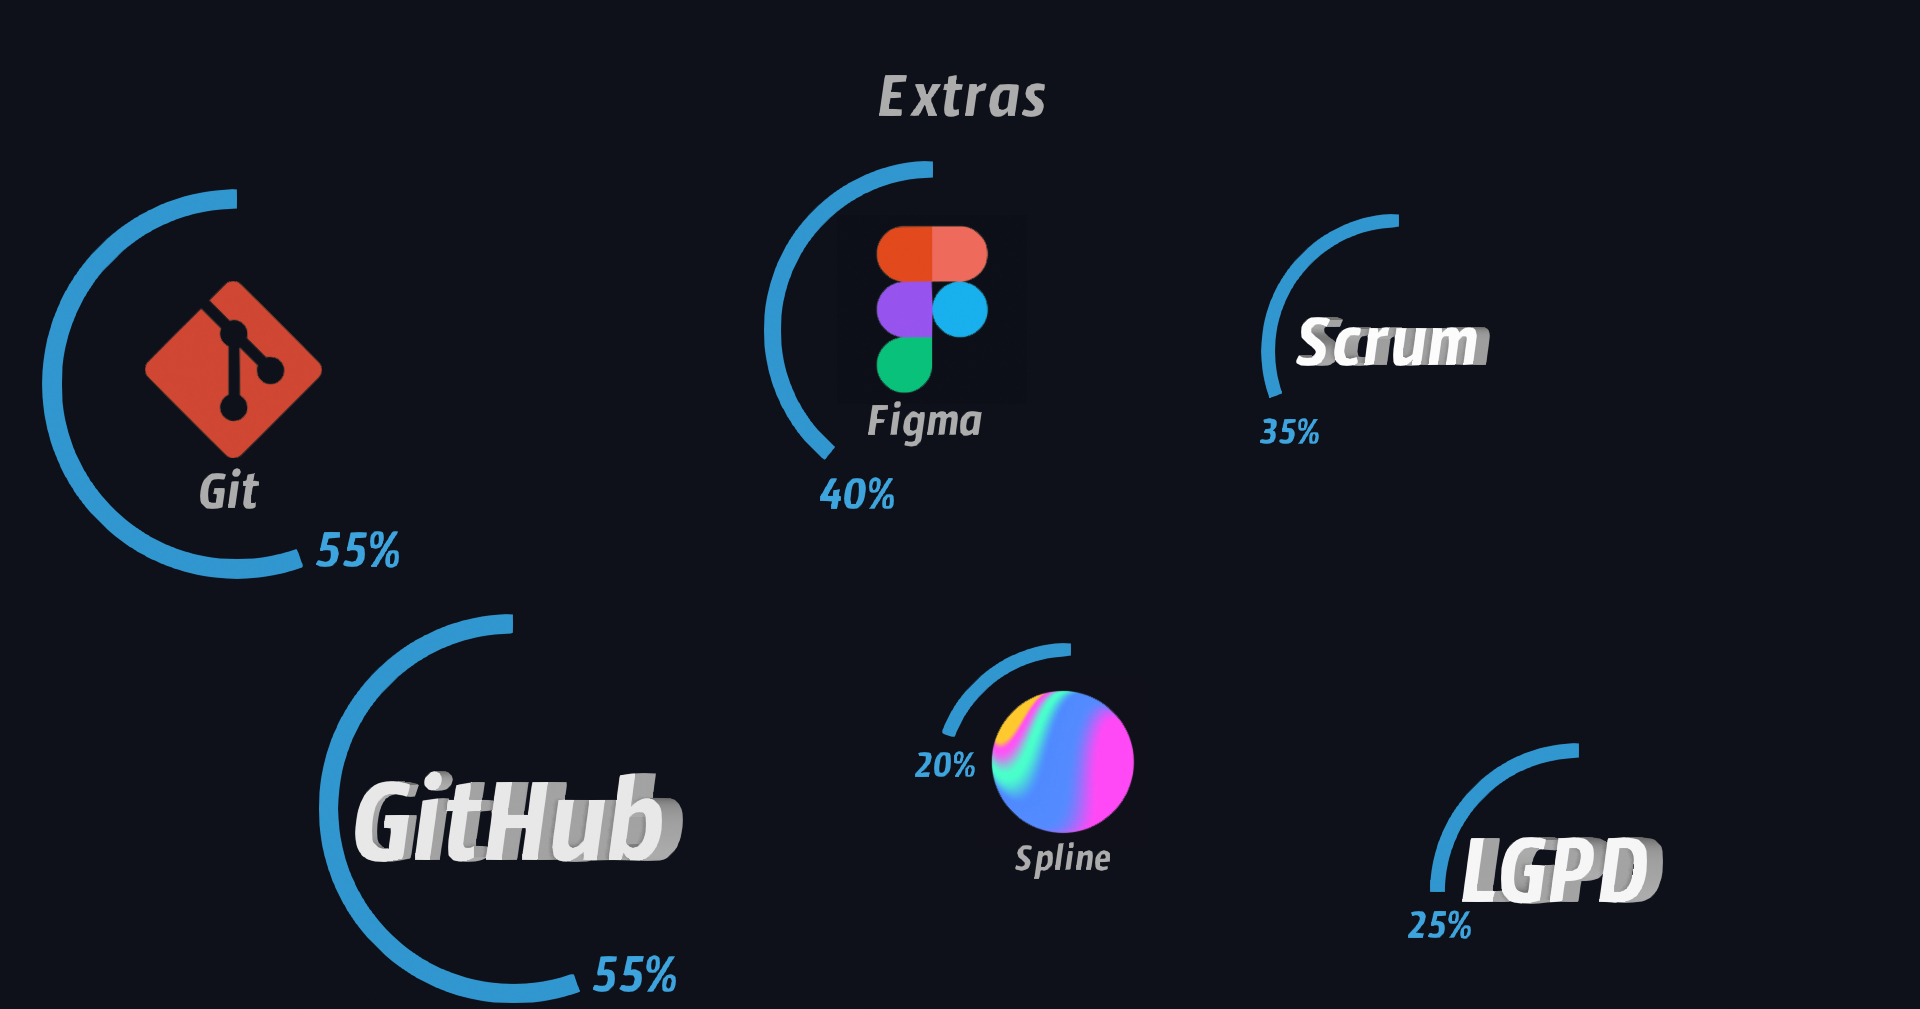 Extras
Git
55%
Figma
40%
Scrum
35%
GitHub
55%
Spline
20%
LGPD
25%